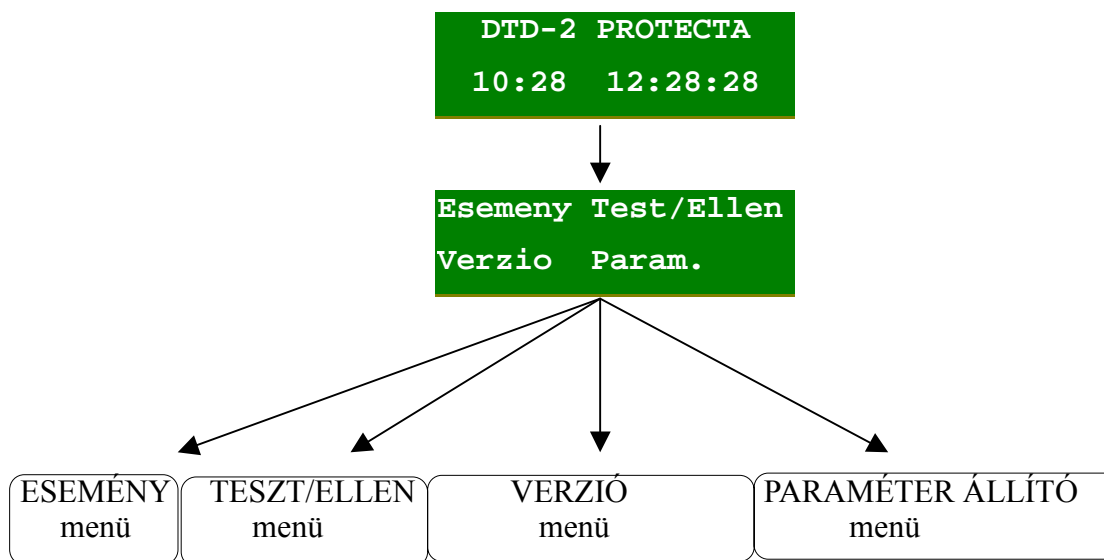 DTD-2 PROTECTA
10:28 12:28:28
Esemeny Test/Ellen
Verzio Param.
ESEMÉNY
menü
TESZT/ELLEN
menü
VERZIÓ
menü
PARAMÉTER ÁLLÍTÓ
menü